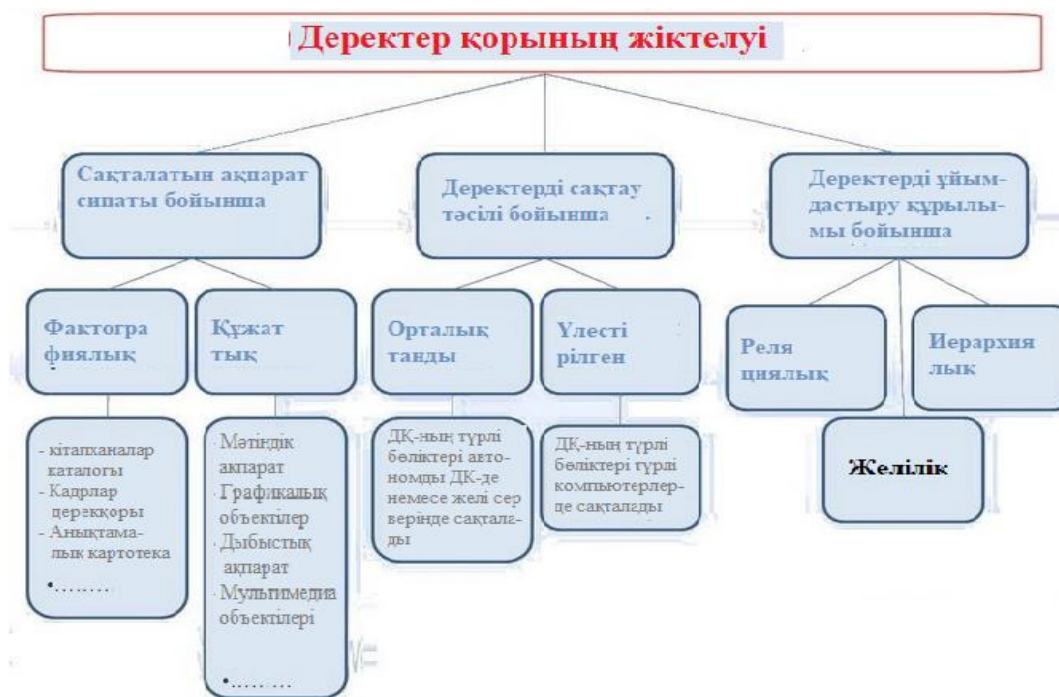 Деректер қорының жіктелуі
Сақталатын ақпарат
сипаты бойынша
Деректерді сақтау
тәсілі бойынша
Деректерді ұйым-
дастыру құрылы-
мы бойынша
Фактогра
фиялық
Құжат
тық
Орталық
танды
Үлесті
рілген
Реля
циялық
Иерархия
лык
- кітапханалар
каталогы
- Кадрлар
дерекқоры
- Анықтама-
лык картотека
•.........
Мәтіндік
ақпарат
Графикалық
объектілер
Дыбыстық
ақпарат
Мультимедиа
объектілері
•.........
ДҚ-ның түрлі
бөліктері авто-
номды ДК-де
немесе желі сер
верінде сақтала-
ды
ДҚ-ның түрлі
бөліктері түрлі
компьютерлер-
де сақталады
Желілік